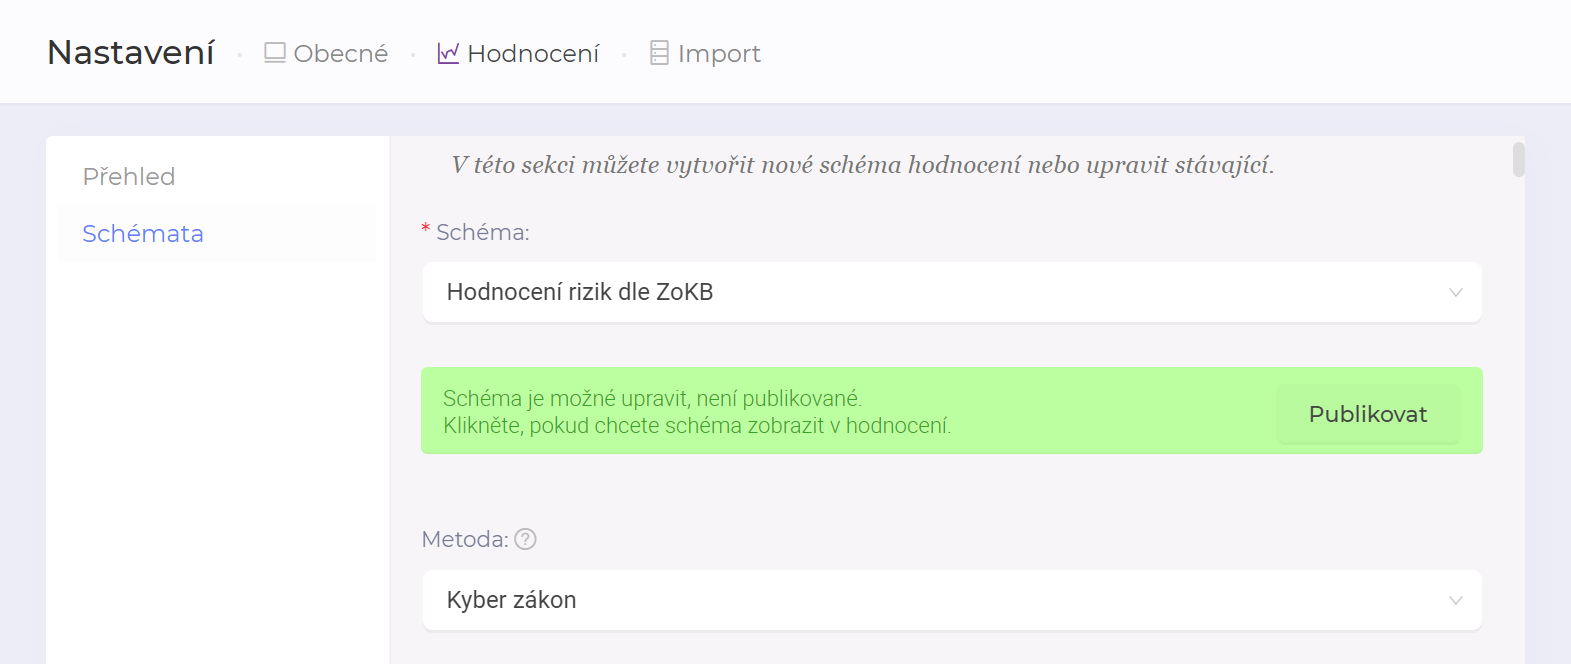 Nastavení · Obecné · Hodnocení · Import
Přehled
Schémata
V této sekci můžete vytvořit nové schéma hodnocení nebo upravit stávající.
* Schéma:
Hodnocení rizik dle ZoKB
Schéma je možné upravit, není publikované.
Klikněte, pokud chcete schéma zobrazit v hodnocení.
Publikovat
Metoda: ?
Kyber zákon